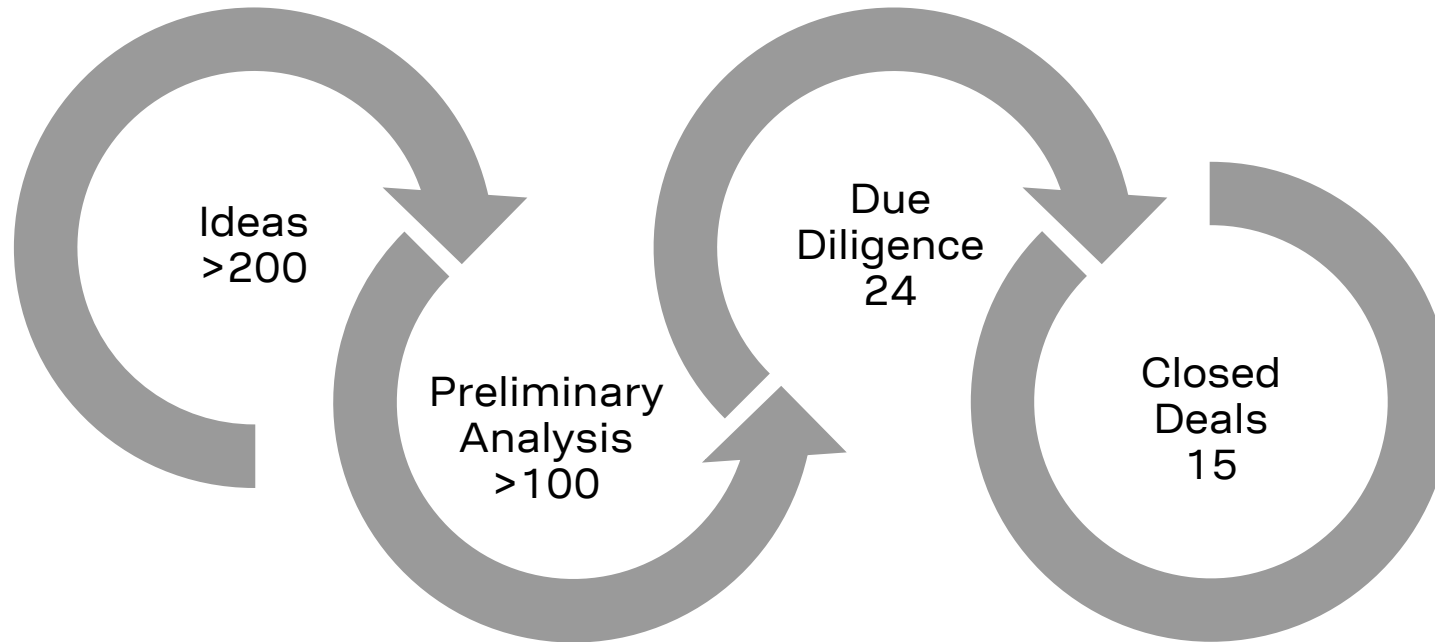 Ideas
>200
Preliminary
Analysis
>100
Due
Diligence
24
Closed
Deals
15